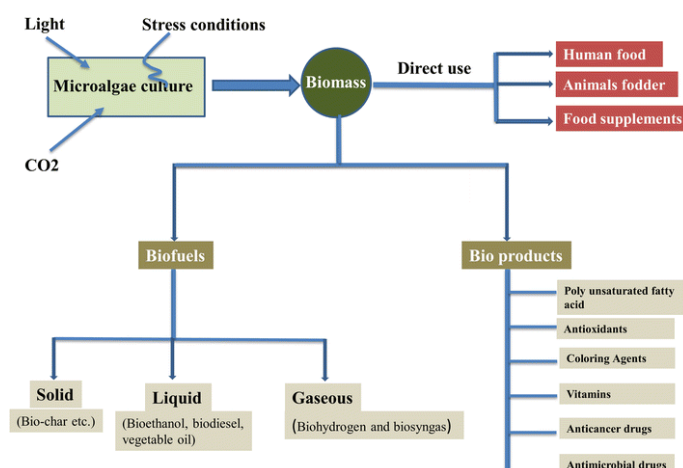 Light
Stress conditions
Microalgae culture
CO2
Biomass
Direct use
Human food
Animals fodder
Food supplements
Biofuels
Bio products
Solid
(Bio-char etc.)
Liquid
(Bioethanol, biodiesel,
vegetable oil)
Gaseous
(Biohydrogen and biosyngas)
Poly unsaturated fatty
acid
Antioxidants
Coloring Agents
Vitamins
Anticancer drugs
Antimicrobial drugs